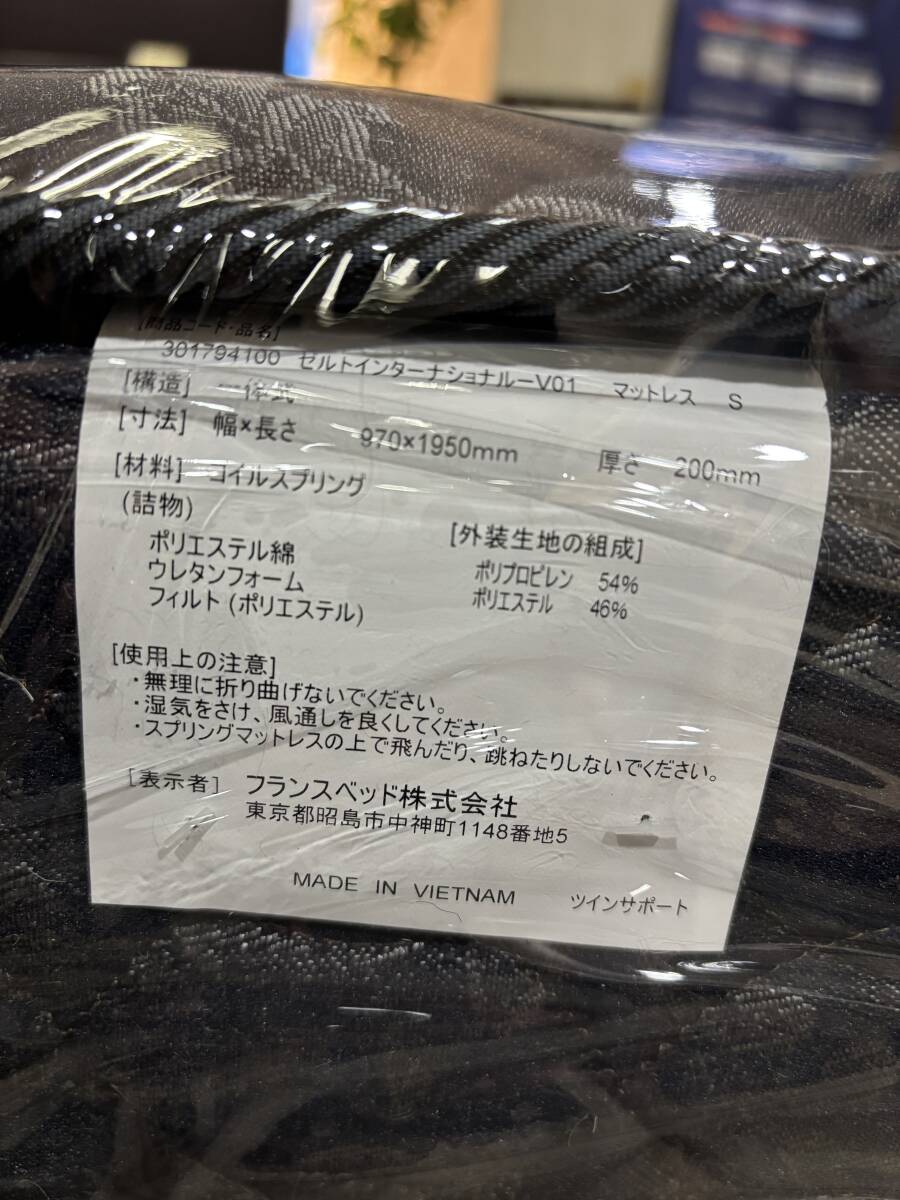 [商品コード・品名]
301794100 ゼルトインターナショナルーV01 マットレス S
[構造] 一体式
[寸法] 幅×長さ 970×1950mm 厚さ 200mm
[材料] コイルスプリング
(詰物)
ポリエステル綿
ウレタンフォーム
フィルト (ポリエステル)
[外装生地の組成]
ポリプロピレン 54%
ポリエステル 46%
[使用上の注意]
・無理に折り曲げないでください。
・湿気をさけ、風通しを良くしてください。
・スプリングマットレスの上で飛んだり、跳ねたりしないでください。
[表示者] フランスベッド株式会社
東京都昭島市中神町1148番地5
MADE IN VIETNAM ツインサポート